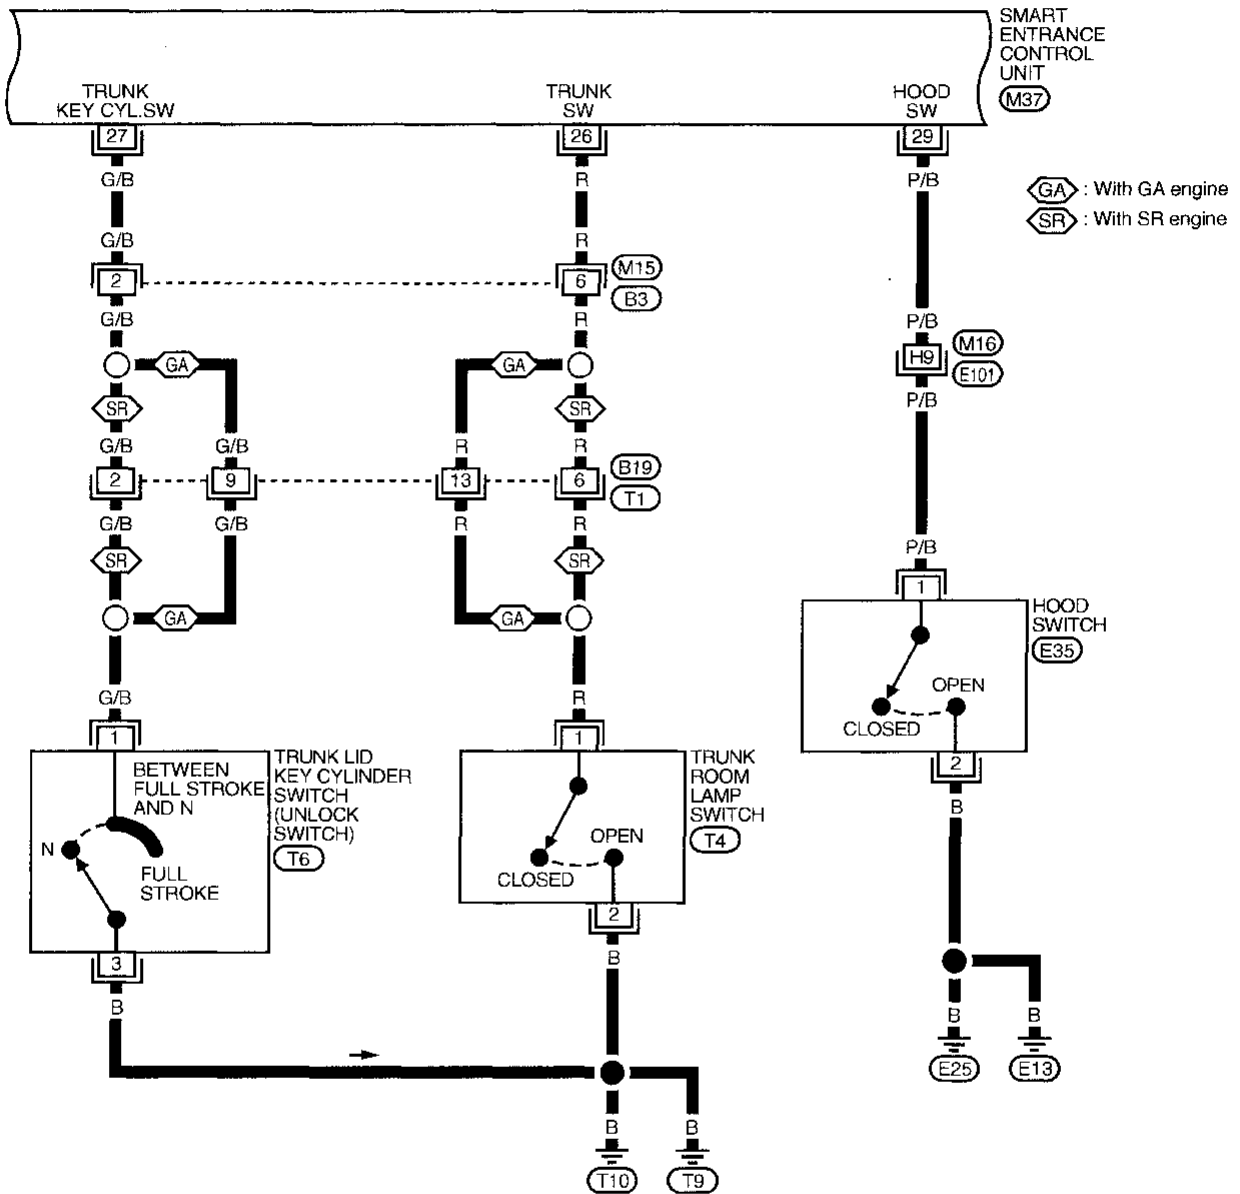 SMART
ENTRANCE
CONTROL
UNIT
M37
TRUNK
KEY CYL.SW
TRUNK
SW
HOOD
SW
27
26
29
G/B
R
P/B
GA : With GA engine
SR : With SR engine
G/B
R
2
6
M15
B3
G/B
R
P/B
H9
M16
E101
P/B
GA
GA
SR
SR
G/B
G/B
R
R
2
9
13
6
B19
T1
G/B
G/B
R
R
SR
SR
GA
GA
P/B
1
HOOD
SWITCH
E35
OPEN
CLOSED
2
B
G/B
R
1
1
BETWEEN
FULL STROKE
AND N
N
FULL
STROKE
TRUNK LID
KEY CYLINDER
SWITCH
(UNLOCK
SWITCH)
T6
OPEN
CLOSED
TRUNK
ROOM
LAMP
SWITCH
T4
3
2
B
B
B
B
E25
E13
B
B
T10
T9